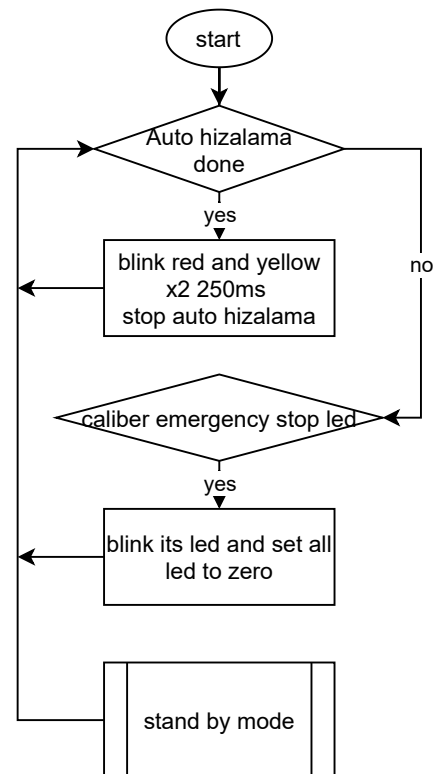 start
Auto hizalama
done
yes
no
blink red and yellow
x2 250ms
stop auto hizalama
caliber emergency stop led
yes
blink its led and set all
led to zero
stand by mode